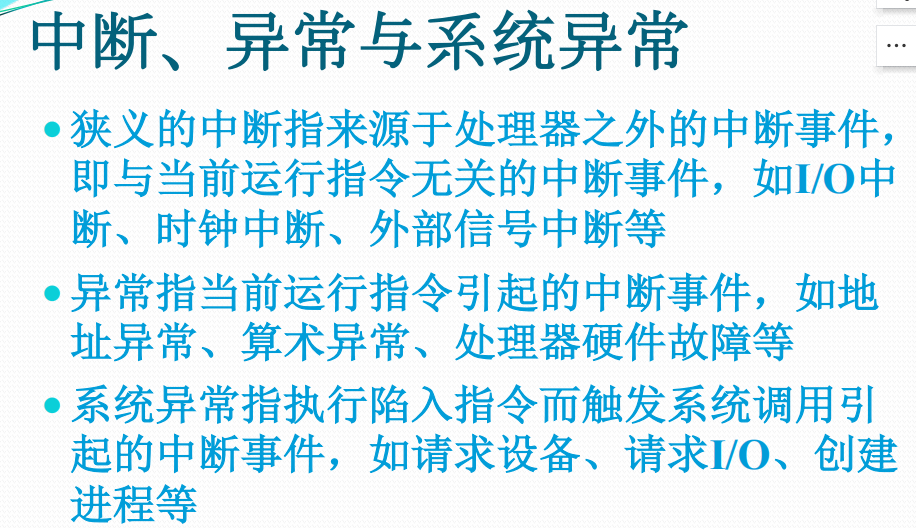 中断、异常与系统异常
...
•狭义的中断指来源于处理器之外的中断事件，
即与当前运行指令无关的中断事件，如I/O中
断、时钟中断、外部信号中断等
•异常指当前运行指令引起的中断事件，如地
址异常、算术异常、处理器硬件故障等
•系统异常指执行陷入指令而触发系统调用引
起的中断事件，如请求设备、请求I/O、创建
进程等